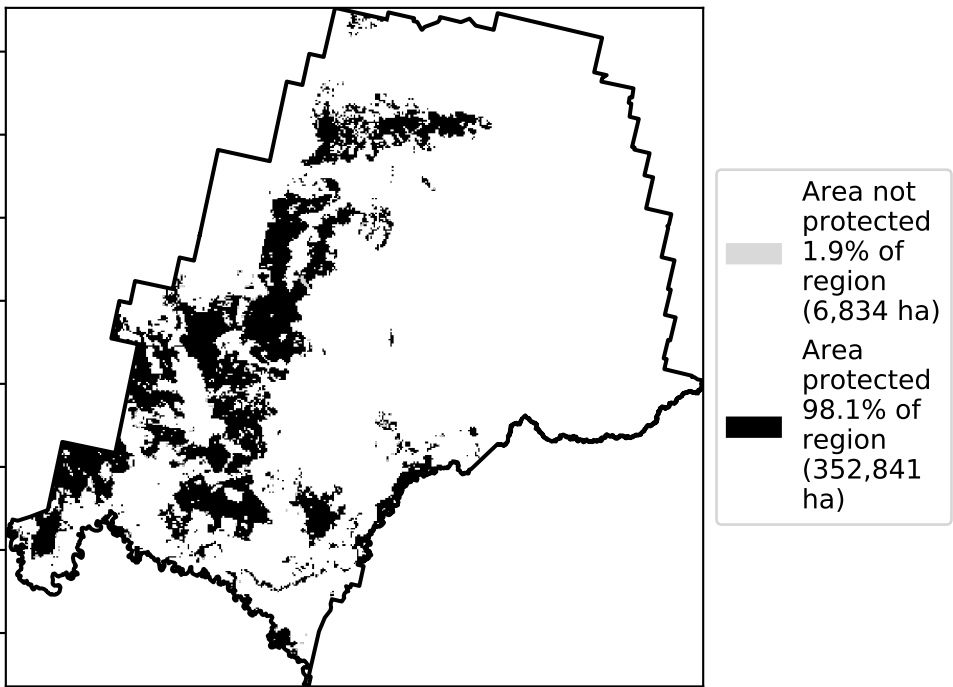 Area not
protected
1.9% of
region
(6,834 ha)
Area
protected
98.1% of
region
(352,841
ha)